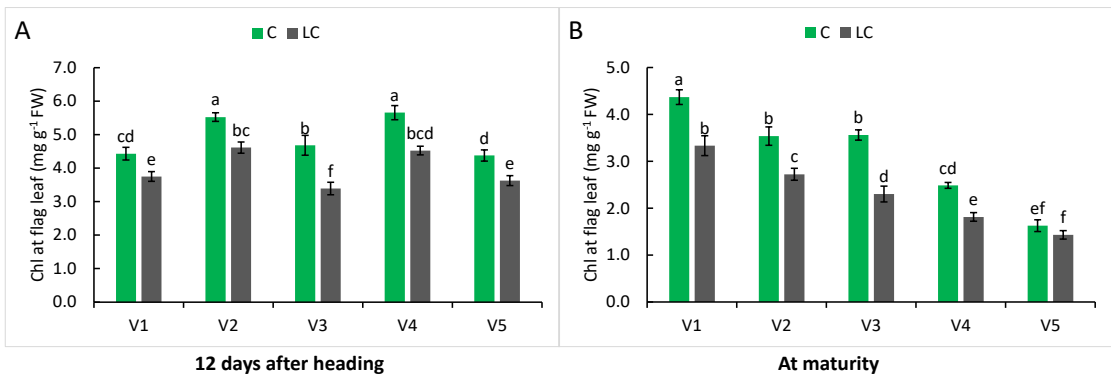 A
C LC
Chl at flag leaf (mg g⁻¹ FW)
7.0
6.0
5.0
4.0
3.0
2.0
1.0
0.0
cd e a bc b f a bcd d e
V1 V2 V3 V4 V5
12 days after heading
B
C LC
Chl at flag leaf (mg g⁻¹ FW)
5.0
4.0
3.0
2.0
1.0
0.0
a b b c b d cd e ef f
V1 V2 V3 V4 V5
At maturity